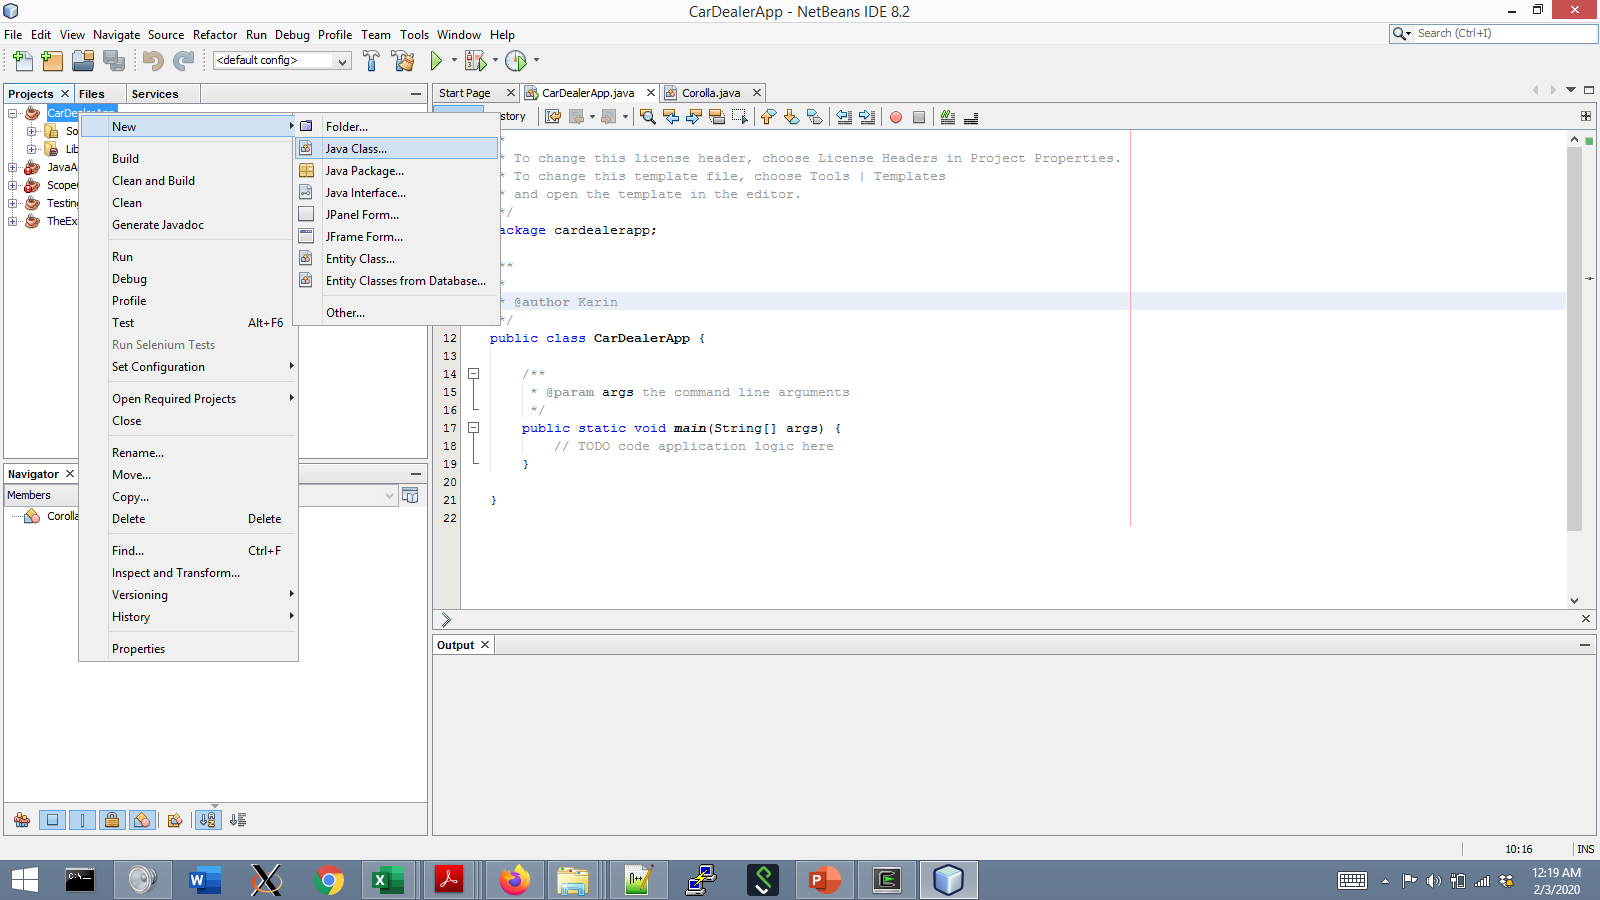 CarDealerApp - NetBeans IDE 8.2
File Edit View Navigate Source Refactor Run Debug Profile Team Tools Window Help
Search (Ctrl+I)
<default config>
Projects Files Services
Start Page CarDealerApp.java Corolla.java
New
Build
Clean and Build
Clean
Generate Javadoc
Run
Debug
Profile
Test Alt+F6
Run Selenium Tests
Set Configuration
Open Required Projects
Close
Rename...
Move...
Copy...
Delete Delete
Find... Ctrl+F
Inspect and Transform...
Versioning
History
Properties
Folder...
Java Class...
Java Package...
Java Interface...
JPanel Form...
JFrame Form...
Entity Class...
Entity Classes from Database...
Other...
* To change this license header, choose License Headers in Project Properties.
* To change this template file, choose Tools | Templates
* and open the template in the editor.
*/
ackage cardealerapp;
**
*
* @author Karin
*/
12 public class CarDealerApp {
13
14 /**
15 * @param args the command line arguments
16 */
17 public static void main(String[] args) {
18 // TODO code application logic here
19 }
20
21 }
22
Navigator
Members
Output
10:16 INS
12:19 AM
2/3/2020